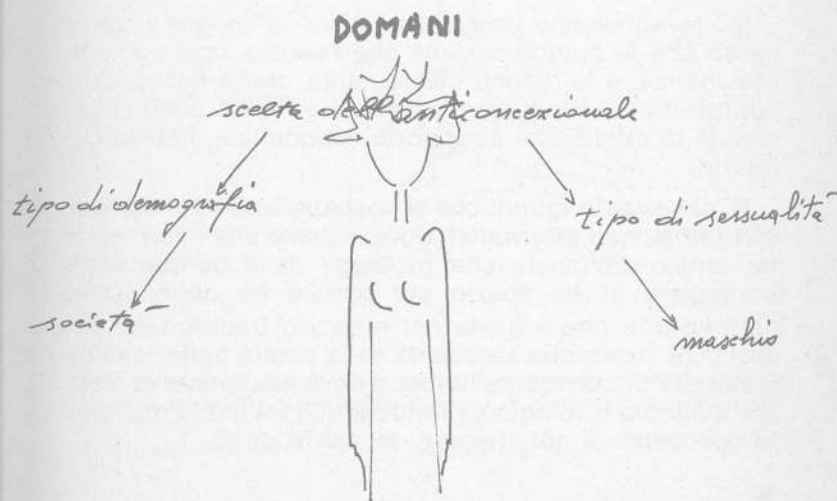 DOMANI
scelta dell'anticoncezionale
tipo di demografia
tipo di sessualità
società
maschio